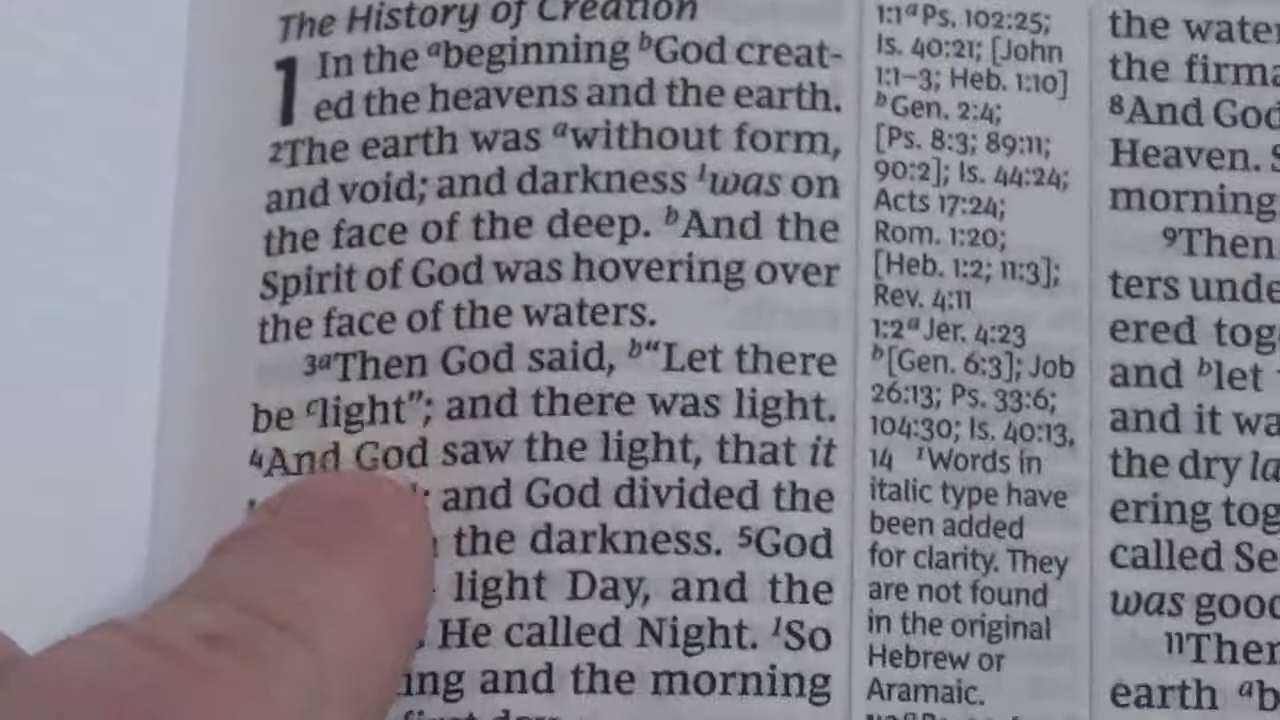 The History of Creation
1 In the ªbeginning ᵇGod creat-
ed the heavens and the earth.
²The earth was ªwithout form,
and void; and darkness ¹was on
the face of the deep. ᵇAnd the
Spirit of God was hovering over
the face of the waters.
³ªThen God said, ᵇ“Let there
be ᶜlight”; and there was light.
⁴And God saw the light, that it
; and God divided the
the darkness. ⁵God
light Day, and the
He called Night. ¹So
and the morning
1:1ªPs. 102:25;
Is. 40:21; [John
1:1–3; Heb. 1:10]
ᵇGen. 2:4;
[Ps. 8:3; 89:11;
90:2]; Is. 44:24;
Acts 17:24;
Rom. 1:20;
[Heb. 1:2; 11:3];
Rev. 4:11
1:2ªJer. 4:23
ᵇ[Gen. 6:3]; Job
26:13; Ps. 33:6;
104:30; Is. 40:13,
14 ¹Words in
italic type have
been added
for clarity. They
are not found
in the original
Hebrew or
Aramaic.
the wate
the firma
⁸And God
Heaven. S
morning
⁹Then
ters unde
ered tog
and ᵇlet
and it wa
the dry la
ering tog
called Se
was good
¹¹Then
earth ªb